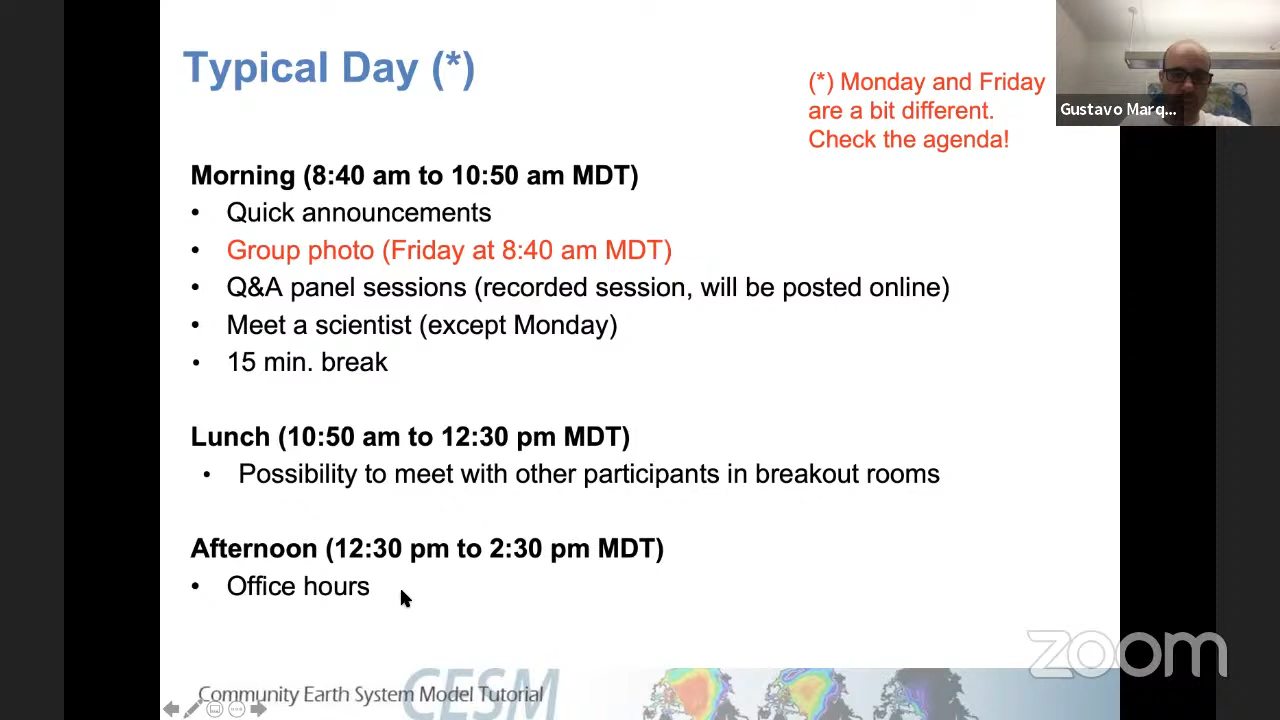 Typical Day (*)
(*) Monday and Friday
are a bit different.
Check the agenda!
Gustavo Marq...
Morning (8:40 am to 10:50 am MDT)
• Quick announcements
• Group photo (Friday at 8:40 am MDT)
• Q&A panel sessions (recorded session, will be posted online)
• Meet a scientist (except Monday)
• 15 min. break
Lunch (10:50 am to 12:30 pm MDT)
• Possibility to meet with other participants in breakout rooms
Afternoon (12:30 pm to 2:30 pm MDT)
• Office hours
zoom
CESM
Community Earth System Model Tutorial